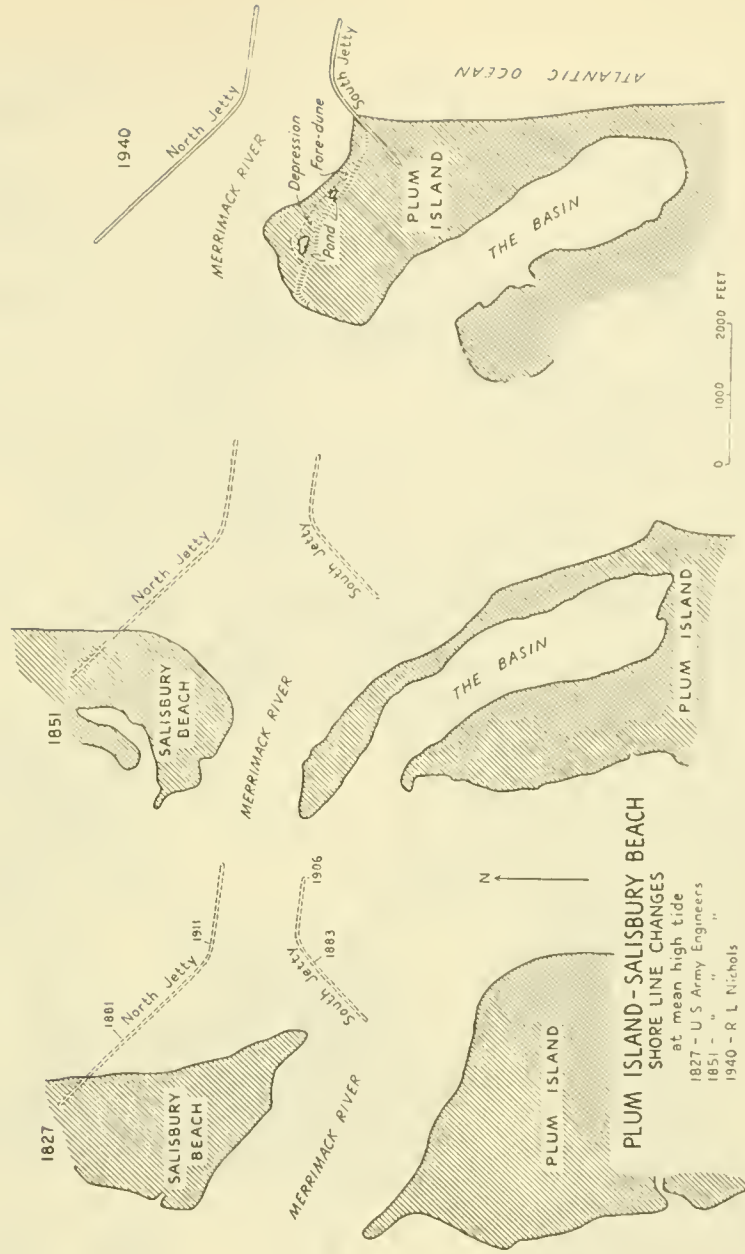 1827
1881
North Jetty
1911
SALISBURY
BEACH
MERRIMACK RIVER
South Jetty
1883
1906
PLUM ISLAND
N
1851
North Jetty
SALISBURY
BEACH
MERRIMACK RIVER
South Jetty
THE BASIN
PLUM ISLAND
1940
North Jetty
MERRIMACK RIVER
South Jetty
Depression
Fore-dune
Pond
PLUM
ISLAND
THE BASIN
ATLANTIC OCEAN
0 1000 2000 FEET
PLUM ISLAND-SALISBURY BEACH
SHORE LINE CHANGES
at mean high tide
1827 - U S Army Engineers
1851 - " " "
1940 - R L Nichols